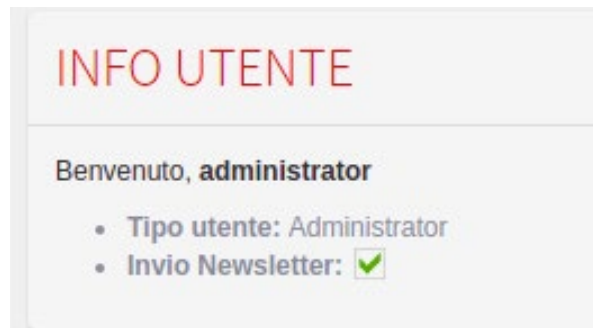 INFO UTENTE
Benvenuto, administrator
Tipo utente: Administrator
Invio Newsletter: